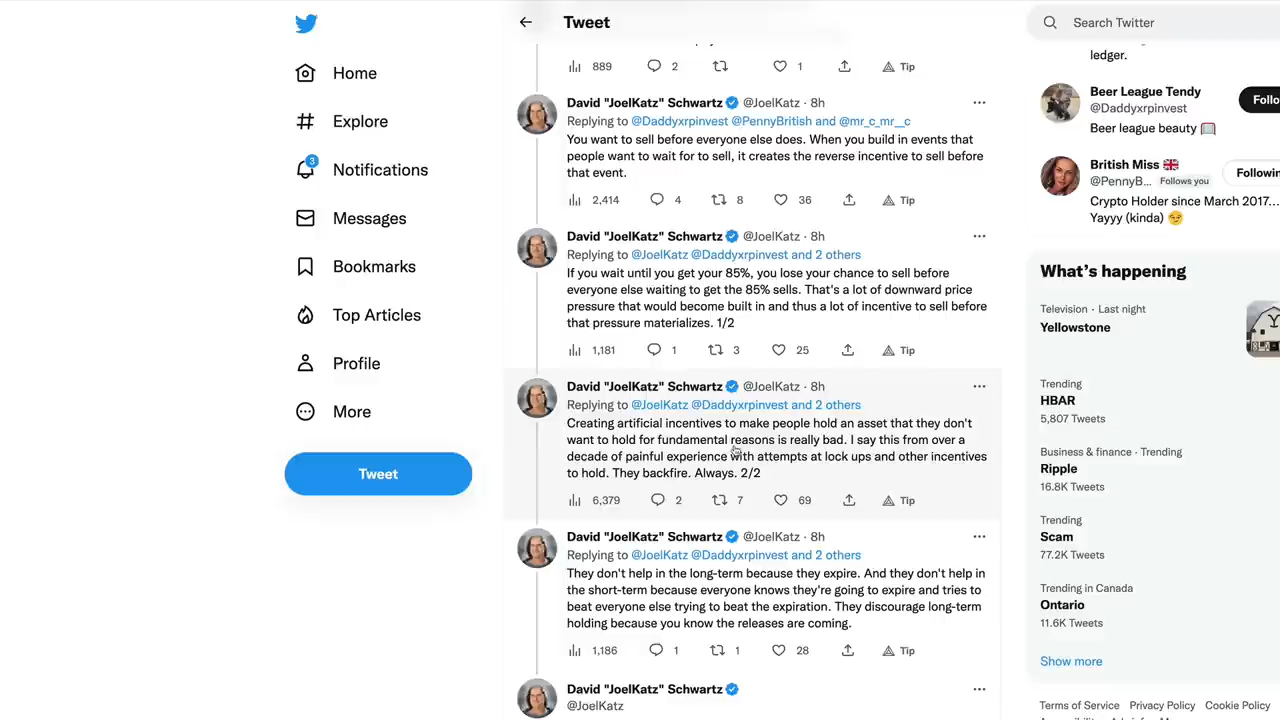 Home
Explore
3
Notifications
Messages
Bookmarks
Top Articles
Profile
More
Tweet
Tweet
889
2
1
Tip
David "JoelKatz" Schwartz @JoelKatz · 8h
Replying to @Daddyxrpinvest @PennyBritish and @mr_c_mr__c
You want to sell before everyone else does. When you build in events that
people want to wait for to sell, it creates the reverse incentive to sell before
that event.
2,414
4
8
36
Tip
David "JoelKatz" Schwartz @JoelKatz · 8h
Replying to @JoelKatz @Daddyxrpinvest and 2 others
If you wait until you get your 85%, you lose your chance to sell before
everyone else waiting to get the 85% sells. That's a lot of downward price
pressure that would become built in and thus a lot of incentive to sell before
that pressure materializes. 1/2
1,181
1
3
25
Tip
David "JoelKatz" Schwartz @JoelKatz · 8h
Replying to @JoelKatz @Daddyxrpinvest and 2 others
Creating artificial incentives to make people hold an asset that they don't
want to hold for fundamental reasons is really bad. I say this from over a
decade of painful experience with attempts at lock ups and other incentives
to hold. They backfire. Always. 2/2
6,379
2
7
69
Tip
David "JoelKatz" Schwartz @JoelKatz · 8h
Replying to @JoelKatz @Daddyxrpinvest and 2 others
They don't help in the long-term because they expire. And they don't help in
the short-term because everyone knows they're going to expire and tries to
beat everyone else trying to beat the expiration. They discourage long-term
holding because you know the releases are coming.
1,186
1
1
28
Tip
David "JoelKatz" Schwartz
@JoelKatz
Search Twitter
ledger.
Beer League Tendy
@Daddyxrpinvest
Follo
Beer league beauty
British Miss
@PennyB... Follows you
Followin
Crypto Holder since March 2017...
Yayyy (kinda)
What's happening
Television · Last night
Yellowstone
Trending
HBAR
5,807 Tweets
Business & finance · Trending
Ripple
16.8K Tweets
Trending
Scam
77.2K Tweets
Trending in Canada
Ontario
11.6K Tweets
Show more
Terms of Service Privacy Policy Cookie Policy